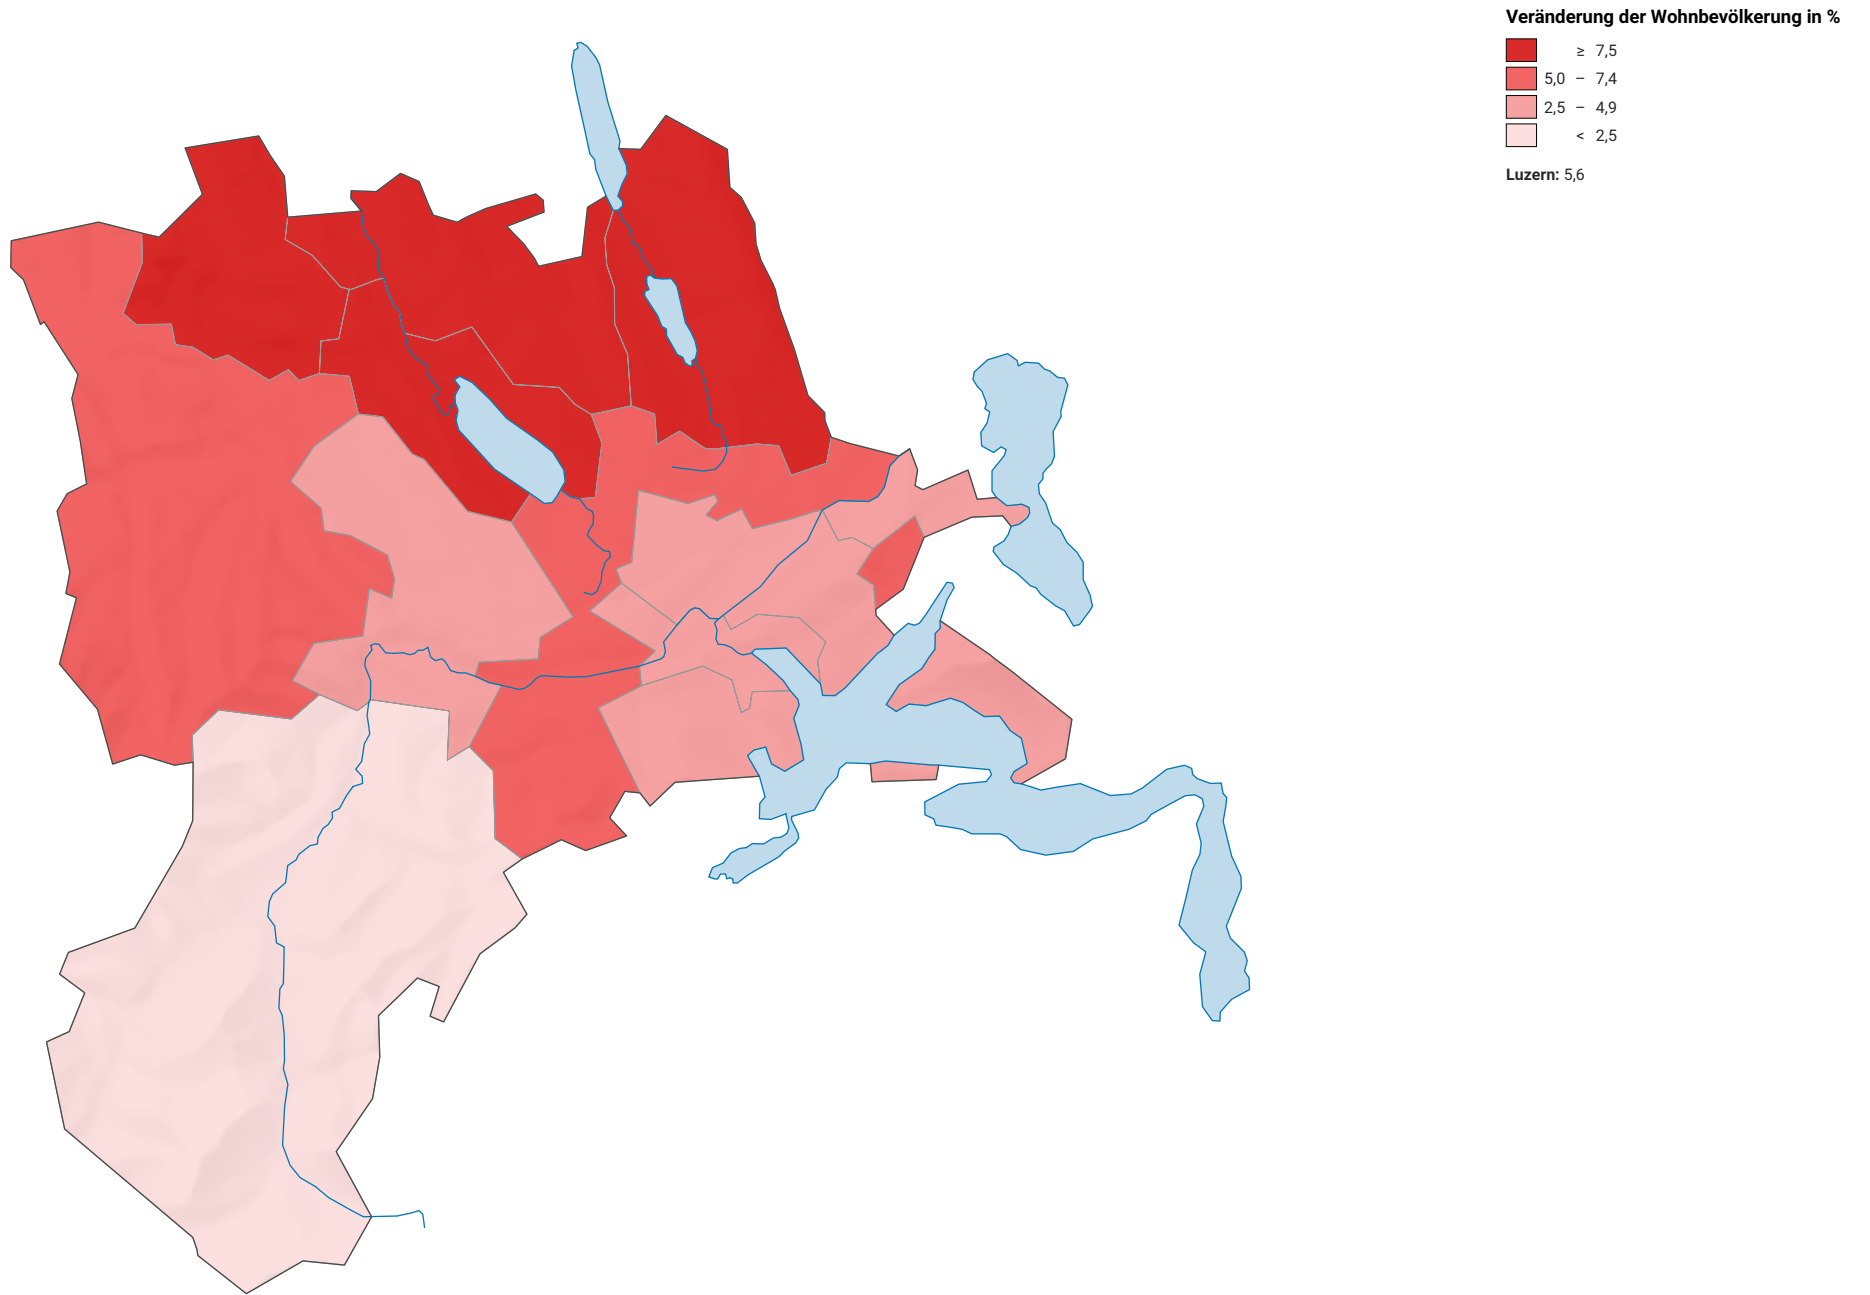 Veränderung der Wohnbevölkerung in %
≥ 7,5
5,0 – 7,4
2,5 – 4,9
< 2,5
Luzern: 5,6